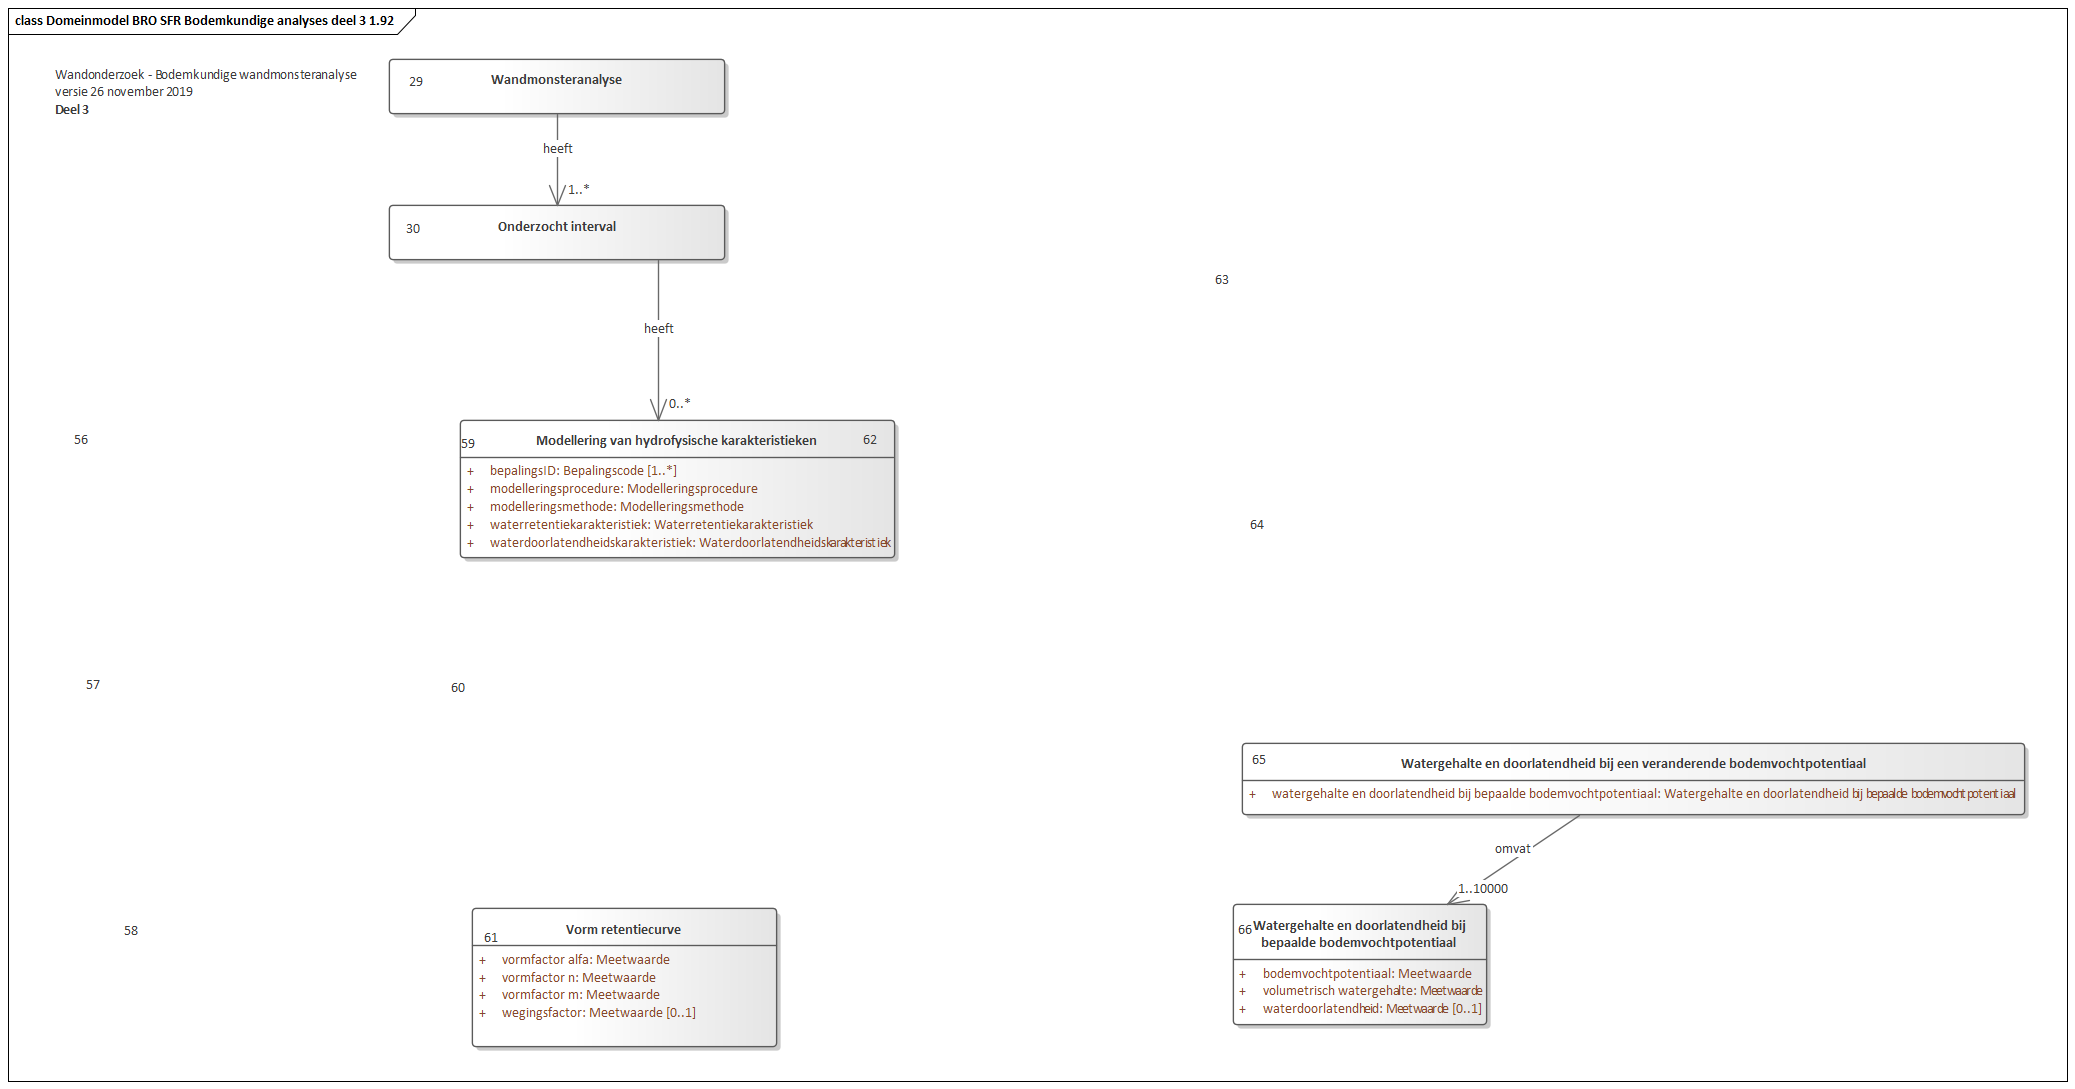 class Domeinmodel BRO SFR Bodemkundige analyses deel 3 1.92
Wandonderzoek - Bodemkundige wandmonsteranalyse
versie 26 november 2019
Deel 3
29
Wandmonsteranalyse
heeft
1..*
30
Onderzocht interval
63
heeft
0..*
56
59
Modellering van hydrofysische karakteristieken
62
+ bepalingsID: Bepalingscode [1..*]
+ modelleringsprocedure: Modelleringsprocedure
+ modelleringsmethode: Modelleringsmethode
+ waterretentiekarakteristiek: Waterretentiekarakteristiek
+ waterdoorlatendheidskarakteristiek: Waterdoorlatendheidskarakteristiek
64
57
60
65
Watergehalte en doorlatendheid bij een veranderende bodemvochtpotentiaal
+ watergehalte en doorlatendheid bij bepaalde bodemvochtpotentiaal: Watergehalte en doorlatendheid bij bepaalde bodemvochtpotentiaal
omvat
1..10000
58
61
Vorm retentiecurve
+ vormfactor alfa: Meetwaarde
+ vormfactor n: Meetwaarde
+ vormfactor m: Meetwaarde
+ wegingsfactor: Meetwaarde [0..1]
66
Watergehalte en doorlatendheid bij
bepaalde bodemvochtpotentiaal
+ bodemvochtpotentiaal: Meetwaarde
+ volumetrisch watergehalte: Meetwaarde
+ waterdoorlatendheid: Meetwaarde [0..1]